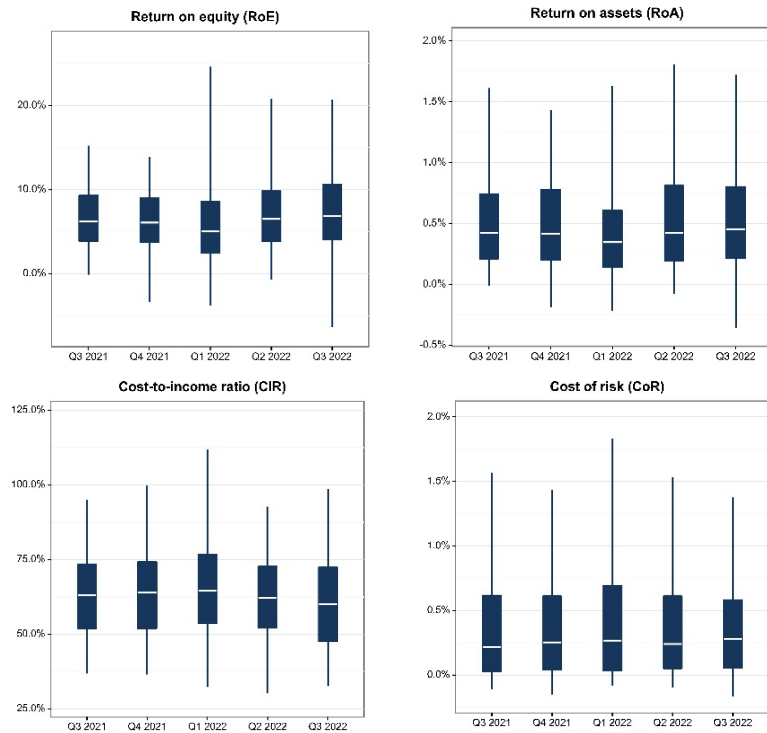 Return on equity (RoE)
20.0%
10.0%
0.0%
Q3 2021 Q4 2021 Q1 2022 Q2 2022 Q3 2022
Return on assets (RoA)
2.0%
1.5%
1.0%
0.5%
0.0%
-0.5%
Q3 2021 Q4 2021 Q1 2022 Q2 2022 Q3 2022
Cost-to-income ratio (CIR)
125.0%
100.0%
75.0%
50.0%
25.0%
Q3 2021 Q4 2021 Q1 2022 Q2 2022 Q3 2022
Cost of risk (CoR)
2.0%
1.5%
1.0%
0.5%
0.0%
Q3 2021 Q4 2021 Q1 2022 Q2 2022 Q3 2022